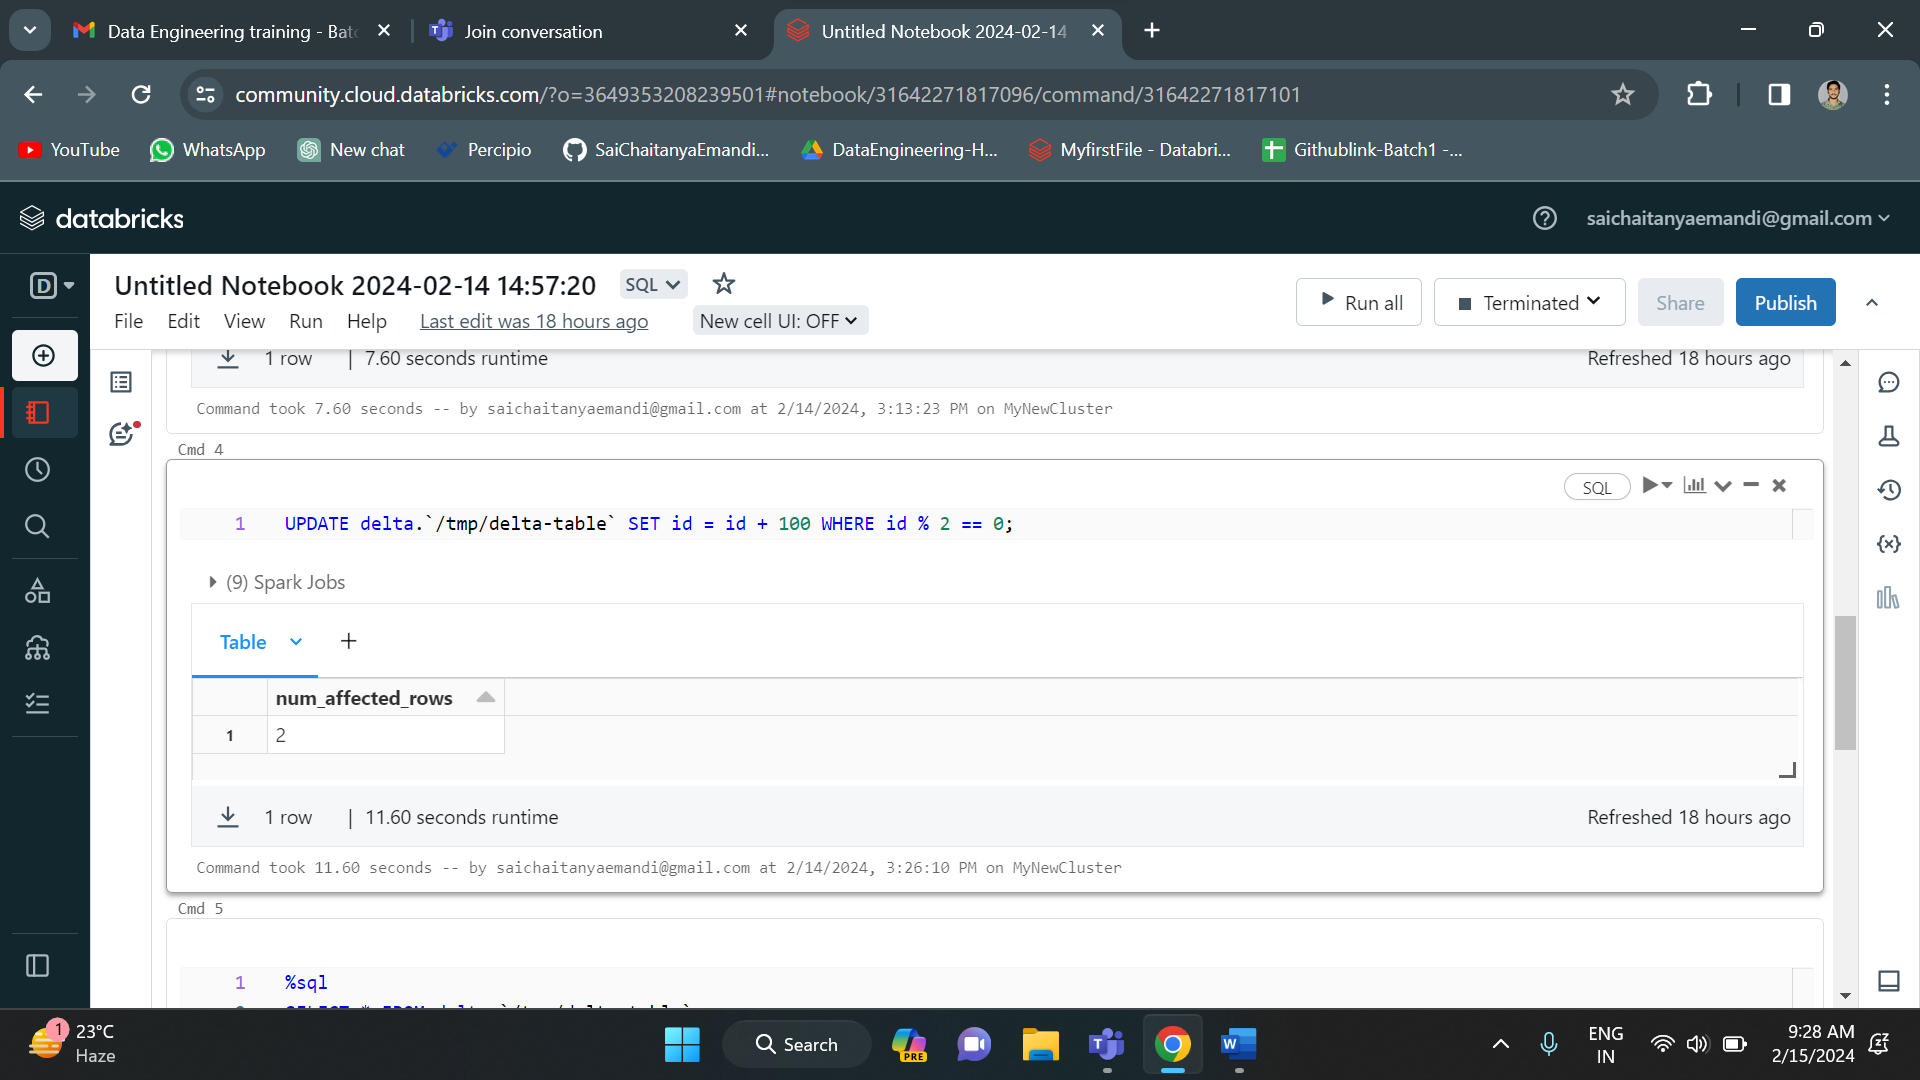 Data Engineering training - Batc
Join conversation
Untitled Notebook 2024-02-14
community.cloud.databricks.com/?o=3649353208239501#notebook/31642271817096/command/31642271817101
YouTube
WhatsApp
New chat
Percipio
SaiChaitanyaEmandi...
DataEngineering-H...
MyfirstFile - Databri...
Githublink-Batch1 -...
databricks
saichaitanyaemandi@gmail.com
D
Untitled Notebook 2024-02-14 14:57:20
SQL
Run all
Terminated
Share
Publish
File
Edit
View
Run
Help
Last edit was 18 hours ago
New cell UI: OFF
1 row | 7.60 seconds runtime
Refreshed 18 hours ago
Command took 7.60 seconds -- by saichaitanyaemandi@gmail.com at 2/14/2024, 3:13:23 PM on MyNewCluster
Cmd 4
SQL
1 UPDATE delta.`/tmp/delta-table` SET id = id + 100 WHERE id % 2 == 0;
(9) Spark Jobs
Table
+
num_affected_rows
1 2
1 row | 11.60 seconds runtime
Refreshed 18 hours ago
Command took 11.60 seconds -- by saichaitanyaemandi@gmail.com at 2/14/2024, 3:26:10 PM on MyNewCluster
Cmd 5
1 %sql
1
23°C
Haze
Search
PRE
ENG
IN
9:28 AM
2/15/2024